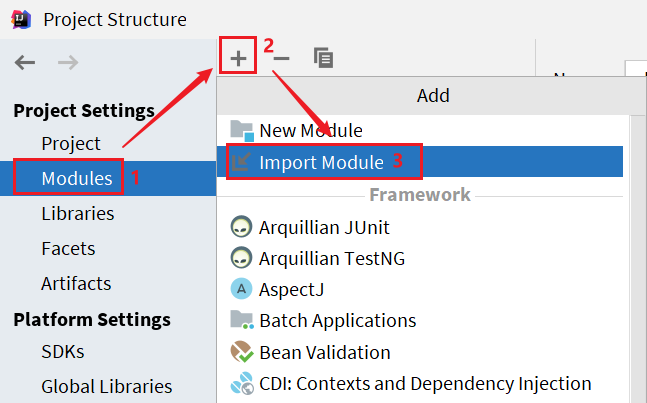 Project Structure
2
Add
Project Settings
New Module
Project
Import Module 3
Modules 1
Framework
Libraries
Arquillian JUnit
Facets
Arquillian TestNG
Artifacts
AspectJ
Platform Settings
Batch Applications
SDKs
Bean Validation
Global Libraries
CDI: Contexts and Dependency Injection